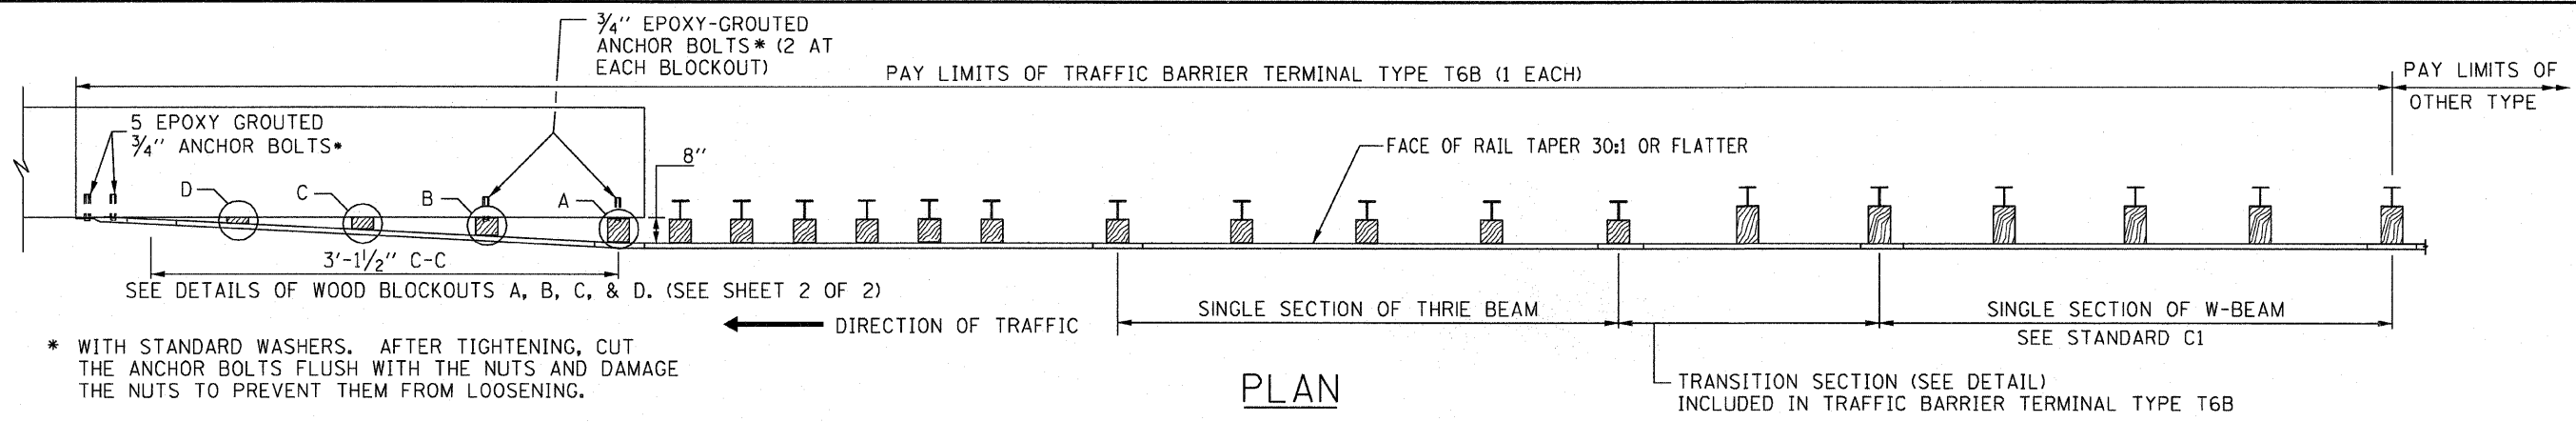 3/4" EPOXY-GROUTED
ANCHOR BOLTS* (2 AT
EACH BLOCKOUT)
PAY LIMITS OF TRAFFIC BARRIER TERMINAL TYPE T6B (1 EACH)
PAY LIMITS OF
OTHER TYPE
5 EPOXY GROUTED
3/4" ANCHOR BOLTS*
8"
FACE OF RAIL TAPER 30:1 OR FLATTER
D
C
B
A
3'-1 1/2" C-C
SEE DETAILS OF WOOD BLOCKOUTS A, B, C, & D. (SEE SHEET 2 OF 2)
DIRECTION OF TRAFFIC
SINGLE SECTION OF THRIE BEAM
SINGLE SECTION OF W-BEAM
SEE STANDARD C1
* WITH STANDARD WASHERS. AFTER TIGHTENING, CUT
THE ANCHOR BOLTS FLUSH WITH THE NUTS AND DAMAGE
THE NUTS TO PREVENT THEM FROM LOOSENING.
PLAN
TRANSITION SECTION (SEE DETAIL)
INCLUDED IN TRAFFIC BARRIER TERMINAL TYPE T6B